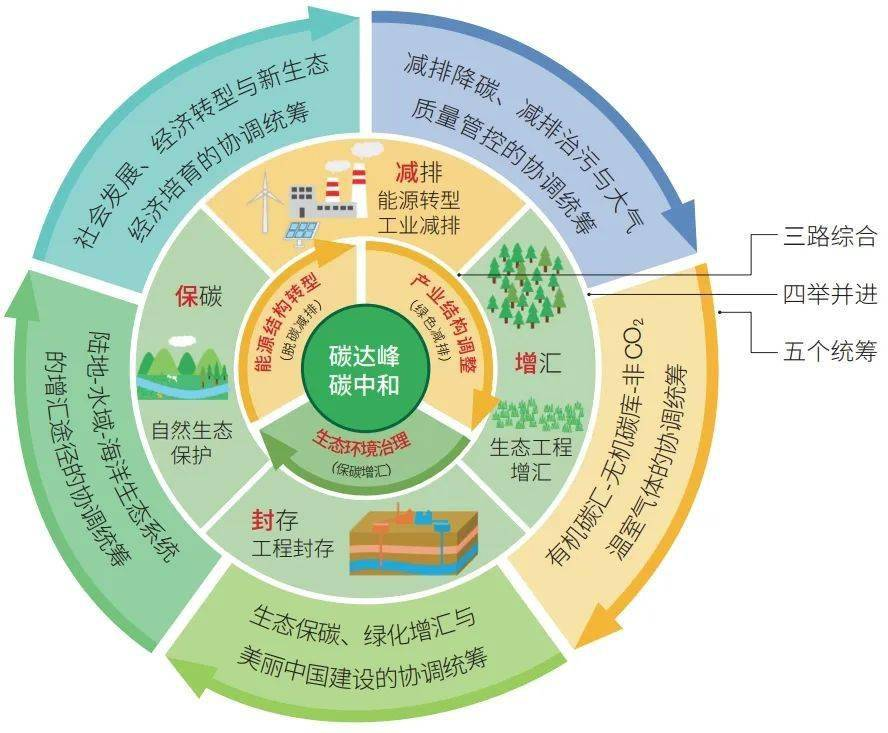 社会发展、经济转型与新生态
经济培育的协调统筹
减排降碳、减排治污与大气
质量管控的协调统筹
有机碳汇-无机碳库-非CO₂
温室气体的协调统筹
生态保碳、绿化增汇与
美丽中国建设的协调统筹
陆地-水域-海洋生态系统
的增汇途径的协调统筹
减排
能源转型
工业减排
增汇
生态工程
增汇
封存
工程封存
保碳
自然生态
保护
能源结构转型
(脱碳减排)
产业结构调整
(绿色减排)
生态环境治理
(保碳增汇)
碳达峰
碳中和
三路综合
四举并进
五个统筹